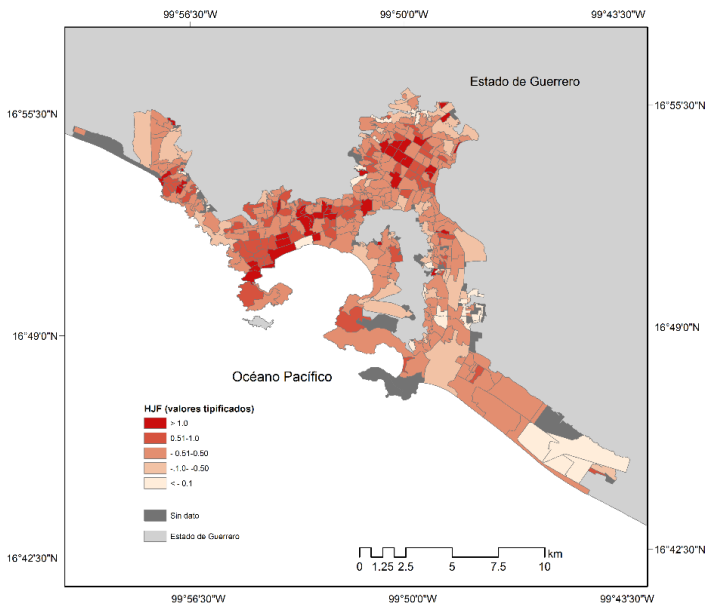 99°56'30"W 99°50'0"W 99°43'30"W
Estado de Guerrero
16°55'30"N 16°55'30"N
16°49'0"N 16°49'0"N
Océano Pacífico
HJF (valores tipificados)
> 1.0
0.51-1.0
- 0.51-0.50
-.1.0- -0.50
< - 0.1
Sin dato
Estado de Guerrero
km
0 1.25 2.5 5 7.5 10
16°42'30"N 16°42'30"N
99°56'30"W 99°50'0"W 99°43'30"W